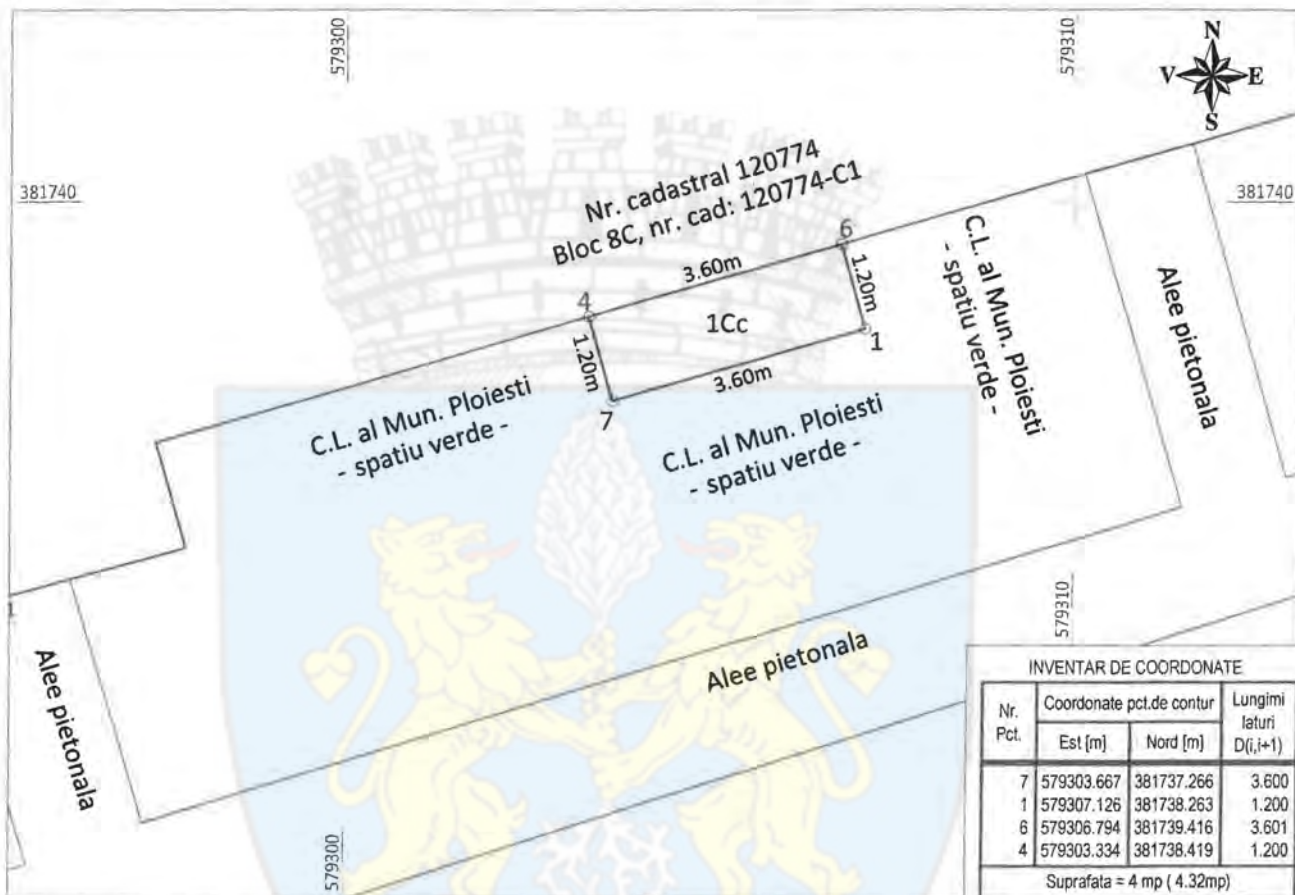 579300
579310
N
V E
S
381740
381740
Nr. cadastral 120774
Bloc 8C, nr. cad: 120774-C1
6
3.60m
1.20m
4
1Cc
1
1.20m
3.60m
7
C.L. al Mun. Ploiesti
- spatiu verde -
C.L. al Mun. Ploiesti
- spatiu verde -
C.L. al Mun. Ploiesti
- spatiu verde -
Alee pietonala
Alee pietonala
Alee pietonala
1
579310
579300
INVENTAR DE COORDONATE
Nr. Pct. Coordonate pct.de contur Lungimi laturi D(i,i+1)
Est [m] Nord [m]
7 579303.667 381737.266 3.600
1 579307.126 381738.263 1.200
6 579306.794 381739.416 3.601
4 579303.334 381738.419 1.200
Suprafata = 4 mp ( 4.32mp)